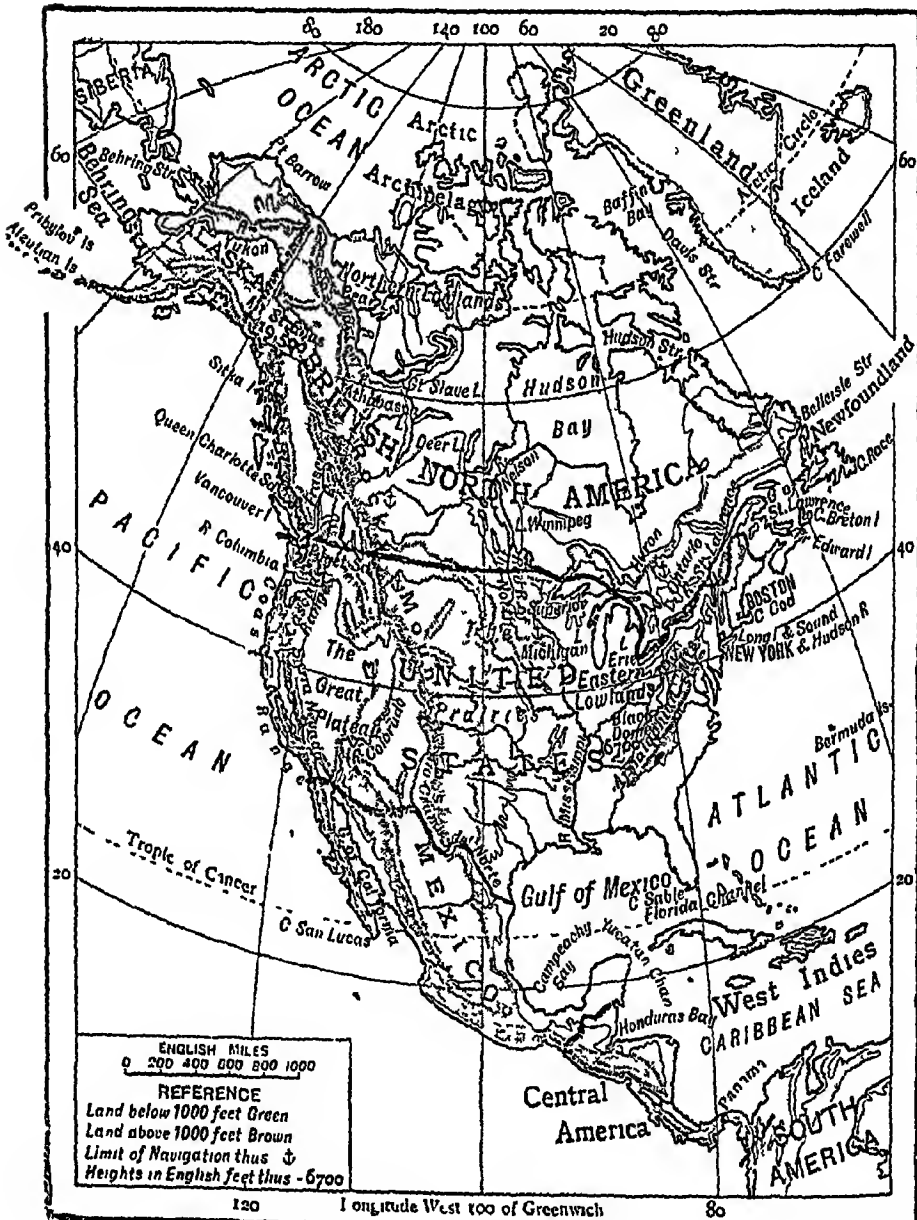 80 180 140 100 60 20 80
SIBERIA
ARCTIC
OCEAN
Arctic
Archipelago
Greenland
Arctic Circle
Iceland
60
60
Behring Str
Behring
Sea
Pt Barrow
Baffin
Bay
Davis Str
C Farewell
Pribylov Is
Aleutian Is
Yukon
Hudson Str
Sitka I
Athabasca
Gt Slave L
Hudson
Bay
Belleisle Str
Newfoundland
Queen Charlotte
Deer L
Nelson
C. Race
BRITISH
NORTH AMERICA
Vancouver I
L. Winnipeg
St. Lawrence
C. Breton I
Edward I
PACIFIC
OCEAN
40
40
R Columbia
Huron
Ontario
Superior
BOSTON
C Cod
Coast Range
The
Great
Plateau
Colorado
L
Michigan
L
Erie
Long I & Sound
NEW YORK & Hudson R
UNITED
STATES
Eastern
Lowlands
Prairies
Black
Dome
6700
Bermuda Is
ATLANTIC
OCEAN
Tropic of Cancer
20
20
California
C San Lucas
MEXICO
Gulf of Mexico
C Sable
Florida Channel
Campeachy
Bay
Yucatan Chan
Honduras Bay
West Indies
CARIBBEAN SEA
Central
America
Panama
SOUTH
AMERICA
ENGLISH MILES
0 200 400 600 800 1000
REFERENCE
Land below 1000 feet Green
Land above 1000 feet Brown
Limit of Navigation thus ⚓
Heights in English feet thus - 6700
120 Longitude West 100 of Greenwich 80